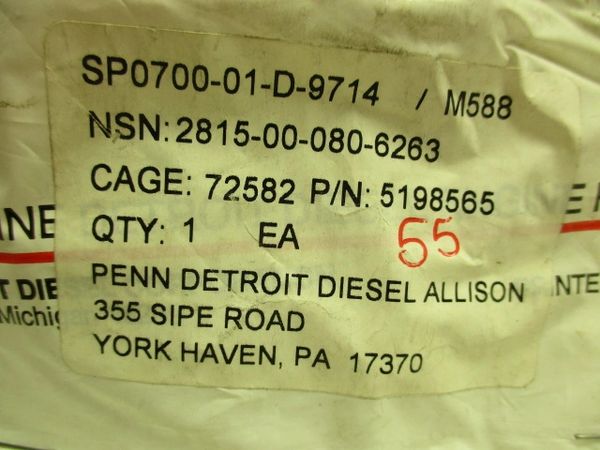 SP0700-01-D-9714 / M588
NSN: 2815-00-080-6263
CAGE: 72582 P/N: 5198565
QTY: 1 EA 55
PENN DETROIT DIESEL ALLISON
355 SIPE ROAD
YORK HAVEN, PA 17370